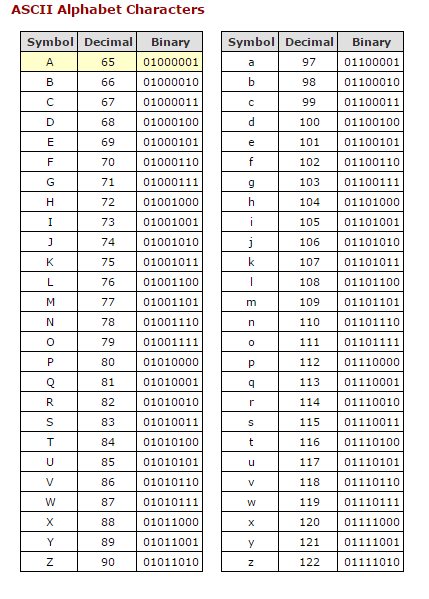 ASCII Alphabet Characters
Symbol Decimal Binary Symbol Decimal Binary
A 65 01000001 a 97 01100001
B 66 01000010 b 98 01100010
C 67 01000011 c 99 01100011
D 68 01000100 d 100 01100100
E 69 01000101 e 101 01100101
F 70 01000110 f 102 01100110
G 71 01000111 g 103 01100111
H 72 01001000 h 104 01101000
I 73 01001001 i 105 01101001
J 74 01001010 j 106 01101010
K 75 01001011 k 107 01101011
L 76 01001100 l 108 01101100
M 77 01001101 m 109 01101101
N 78 01001110 n 110 01101110
O 79 01001111 o 111 01101111
P 80 01010000 p 112 01110000
Q 81 01010001 q 113 01110001
R 82 01010010 r 114 01110010
S 83 01010011 s 115 01110011
T 84 01010100 t 116 01110100
U 85 01010101 u 117 01110101
V 86 01010110 v 118 01110110
W 87 01010111 w 119 01110111
X 88 01011000 x 120 01111000
Y 89 01011001 y 121 01111001
Z 90 01011010 z 122 01111010